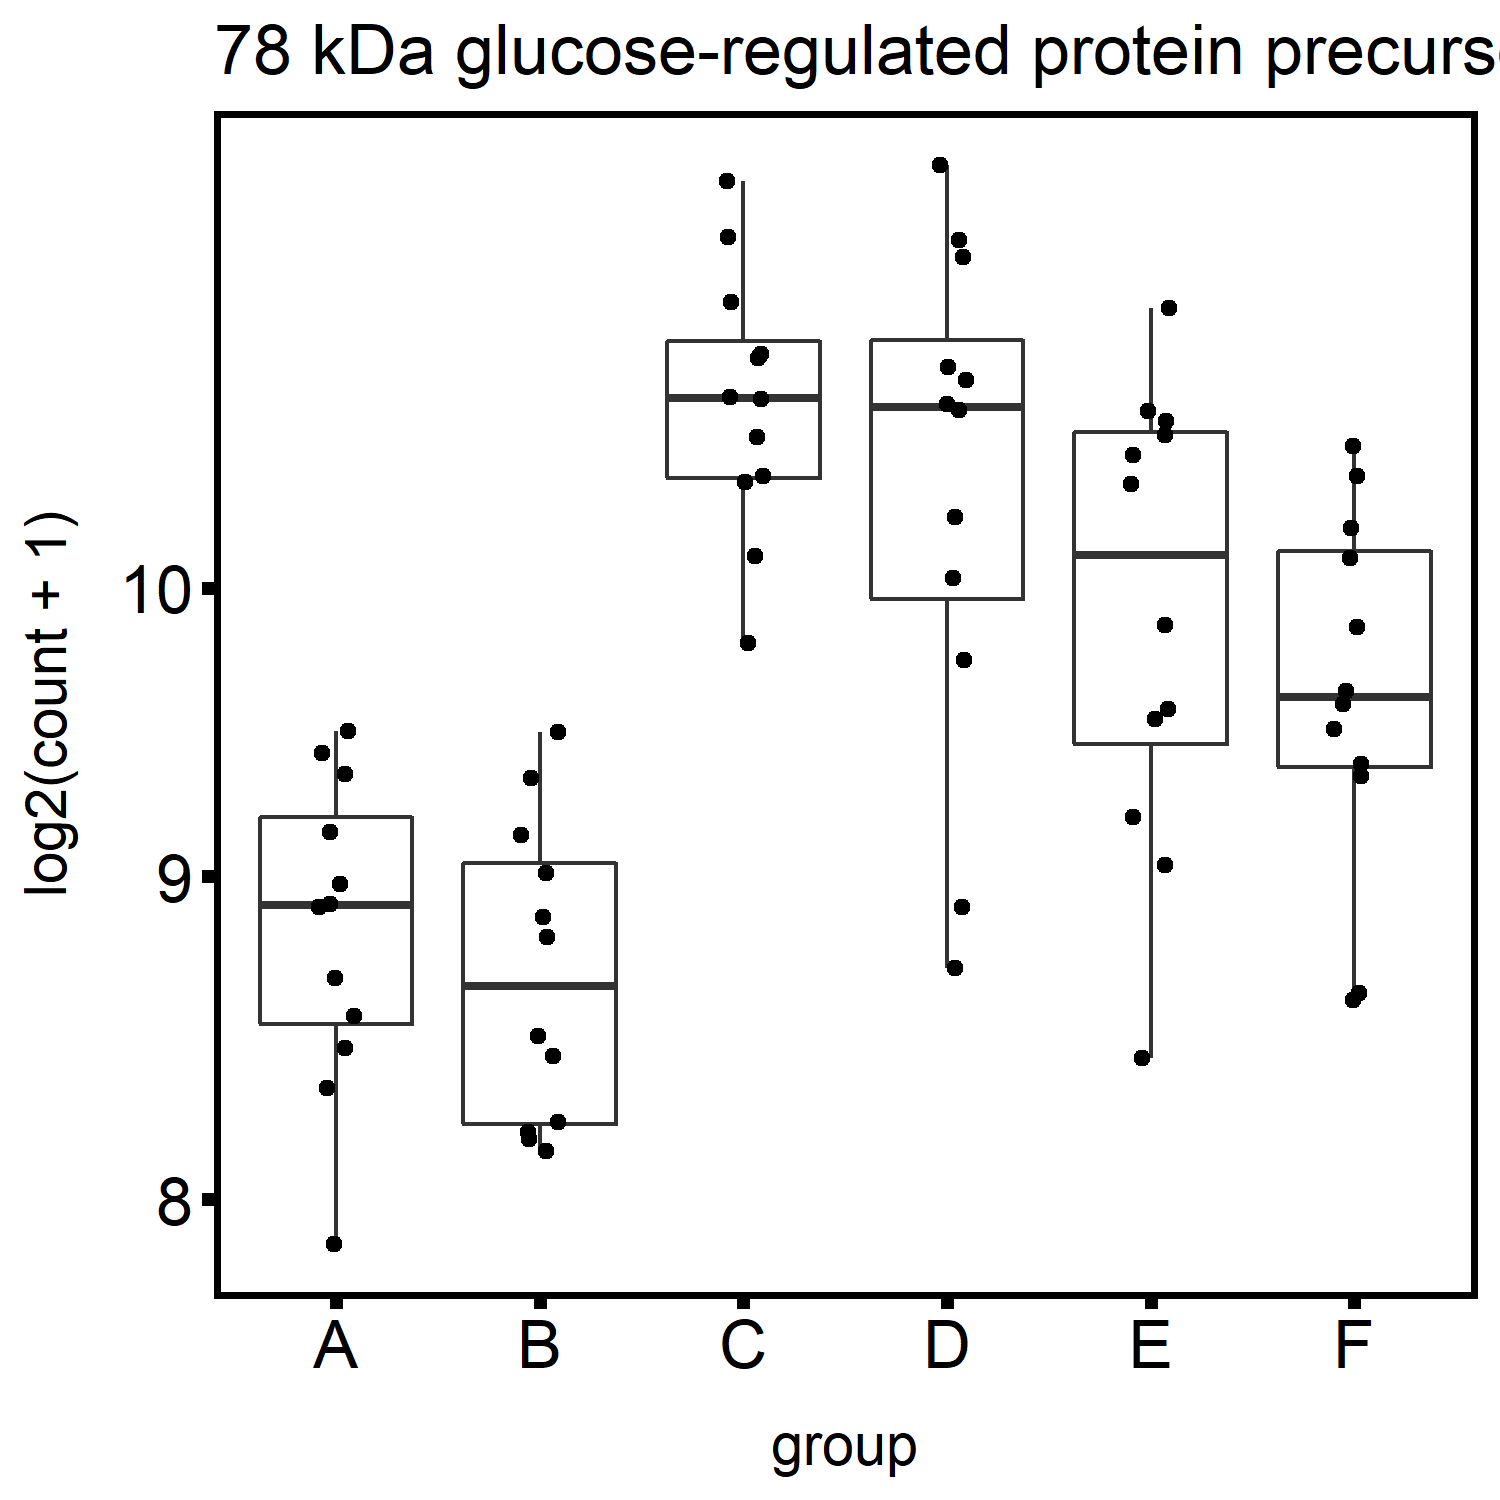 78 kDa glucose-regulated protein precurs
log2(count + 1)
10
9
8
A B C D E F
group